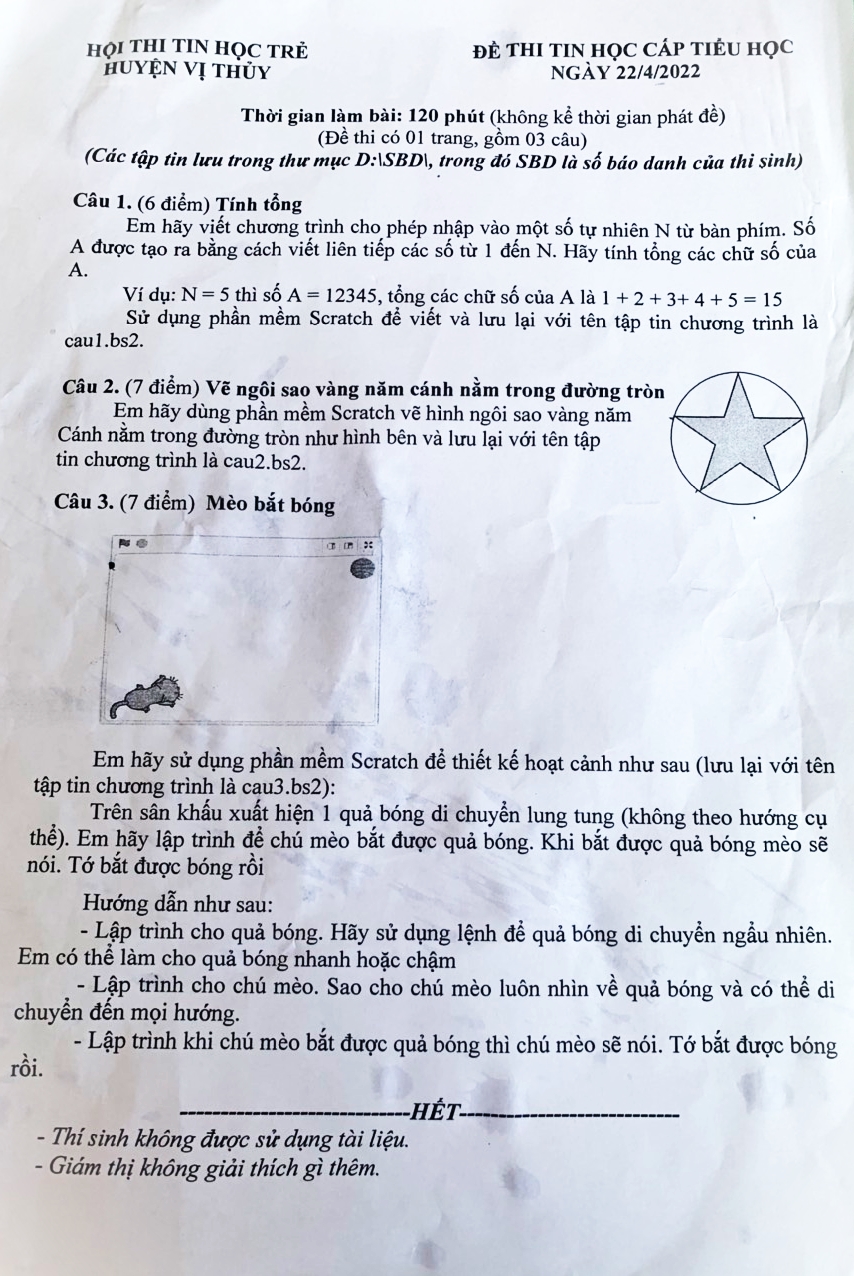 HỘI THI TIN HỌC TRẺ
HUYỆN VỊ THỦY
ĐỀ THI TIN HỌC CẤP TIỂU HỌC
NGÀY 22/4/2022
Thời gian làm bài: 120 phút (không kể thời gian phát đề)
(Đề thi có 01 trang, gồm 03 câu)
(Các tập tin lưu trong thư mục D:\SBD\, trong đó SBD là số báo danh của thi sinh)
Câu 1. (6 điểm) Tính tổng
Em hãy viết chương trình cho phép nhập vào một số tự nhiên N từ bàn phím. Số
A được tạo ra bằng cách viết liên tiếp các số từ 1 đến N. Hãy tính tổng các chữ số của
A.
Ví dụ: N = 5 thì số A = 12345, tổng các chữ số của A là 1 + 2 + 3+ 4 + 5 = 15
Sử dụng phần mềm Scratch để viết và lưu lại với tên tập tin chương trình là
cau1.bs2.
Câu 2. (7 điểm) Vẽ ngôi sao vàng năm cánh nằm trong đường tròn
Em hãy dùng phần mềm Scratch vẽ hình ngôi sao vàng năm
Cánh nằm trong đường tròn như hình bên và lưu lại với tên tập
tin chương trình là cau2.bs2.
Câu 3. (7 điểm) Mèo bắt bóng
Em hãy sử dụng phần mềm Scratch để thiết kế hoạt cảnh như sau (lưu lại với tên
tập tin chương trình là cau3.bs2):
Trên sân khấu xuất hiện 1 quả bóng di chuyển lung tung (không theo hướng cụ
thể). Em hãy lập trình để chú mèo bắt được quả bóng. Khi bắt được quả bóng mèo sẽ
nói. Tớ bắt được bóng rồi
Hướng dẫn như sau:
- Lập trình cho quả bóng. Hãy sử dụng lệnh để quả bóng di chuyển ngẩu nhiên.
Em có thể làm cho quả bóng nhanh hoặc chậm
- Lập trình cho chú mèo. Sao cho chú mèo luôn nhìn về quả bóng và có thể di
chuyển đến mọi hướng.
- Lập trình khi chú mèo bắt được quả bóng thì chú mèo sẽ nói. Tớ bắt được bóng
rồi.
------------------------------HẾT-----------------------------
- Thí sinh không được sử dụng tài liệu.
- Giám thị không giải thích gì thêm.